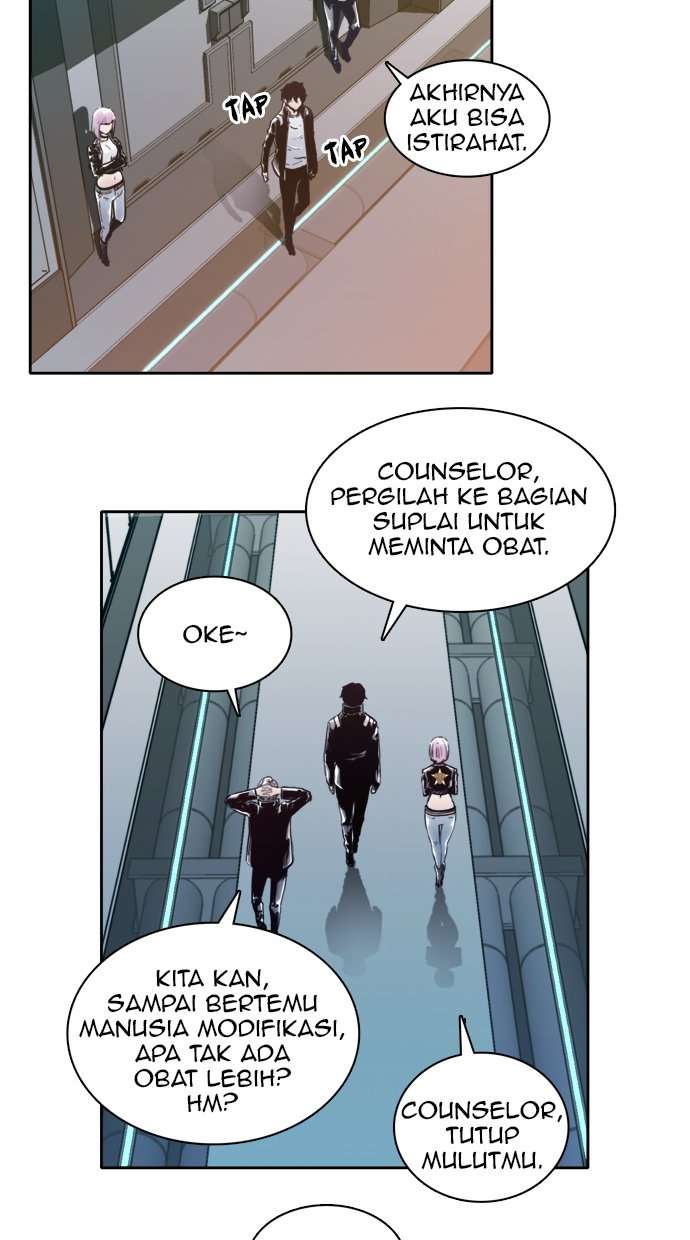 AKHIRNYA
AKU BISA
ISTIRAHAT.
TAP
TAP
COUNSELOR,
PERGILAH KE BAGIAN
SUPLAI UNTUK
MEMINTA OBAT.
OKE~
KITA KAN,
SAMPAI BERTEMU
MANUSIA MODIFIKASI,
APA TAK ADA
OBAT LEBIH?
HM?
COUNSELOR,
TUTUP
MULUTMU.